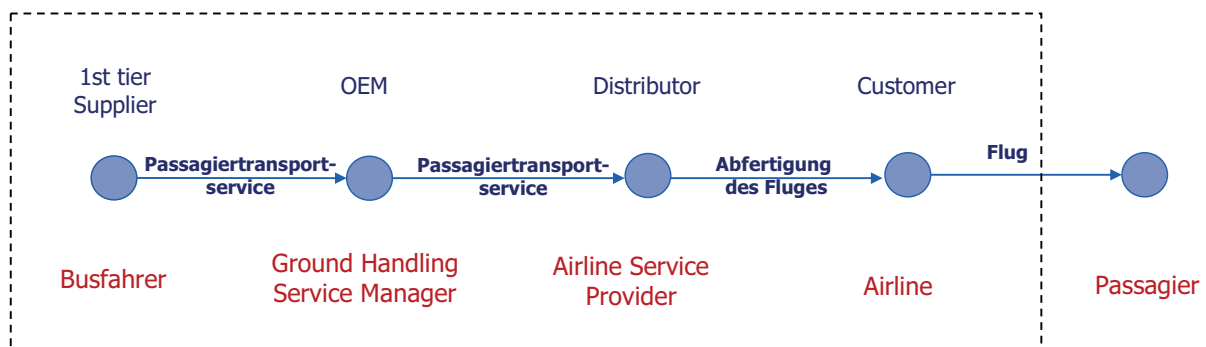 1st tier
Supplier
OEM
Distributor
Customer
Passagiertransport-
service
Passagiertransport-
service
Abfertigung
des Fluges
Flug
Busfahrer
Ground Handling
Service Manager
Airline Service
Provider
Airline
Passagier